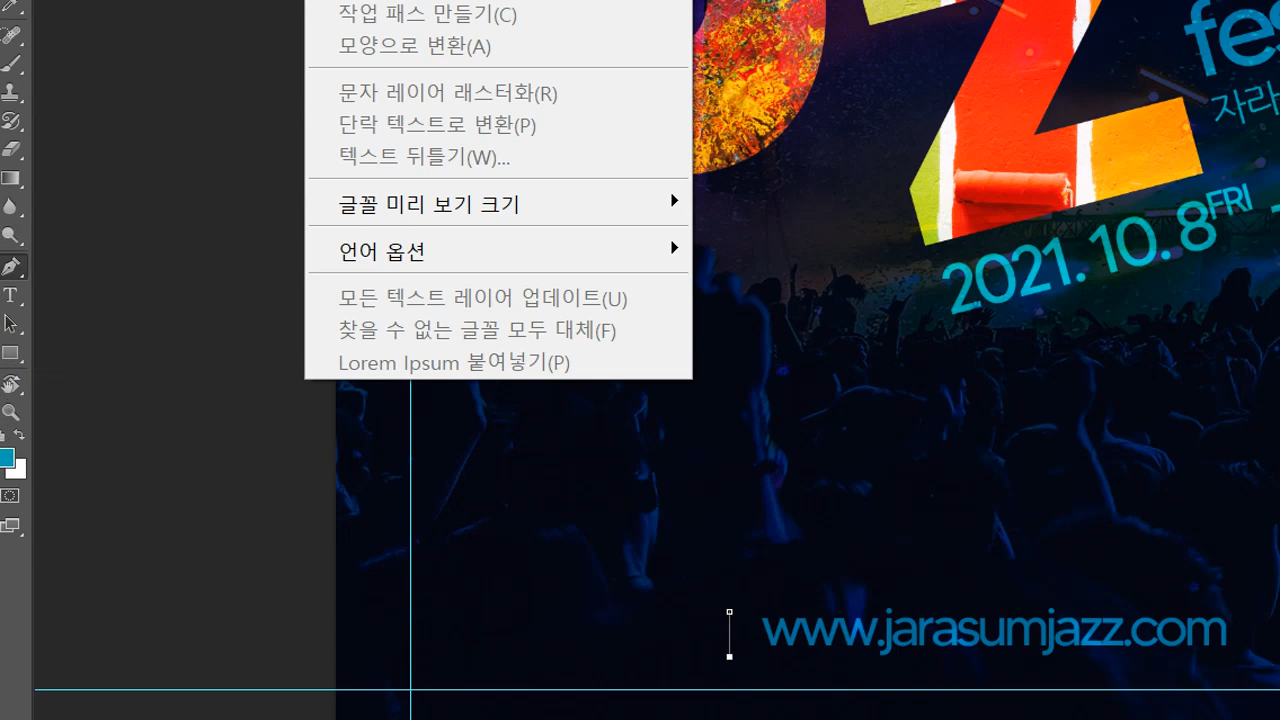 작업 패스 만들기(C)
모양으로 변환(A)
문자 레이어 래스터화(R)
단락 텍스트로 변환(P)
텍스트 뒤틀기(W)...
글꼴 미리 보기 크기
언어 옵션
모든 텍스트 레이어 업데이트(U)
찾을 수 없는 글꼴 모두 대체(F)
Lorem Ipsum 붙여넣기(P)
Z
fes
자라
2021. 10. 8 FRI
www.jarasumjazz.com